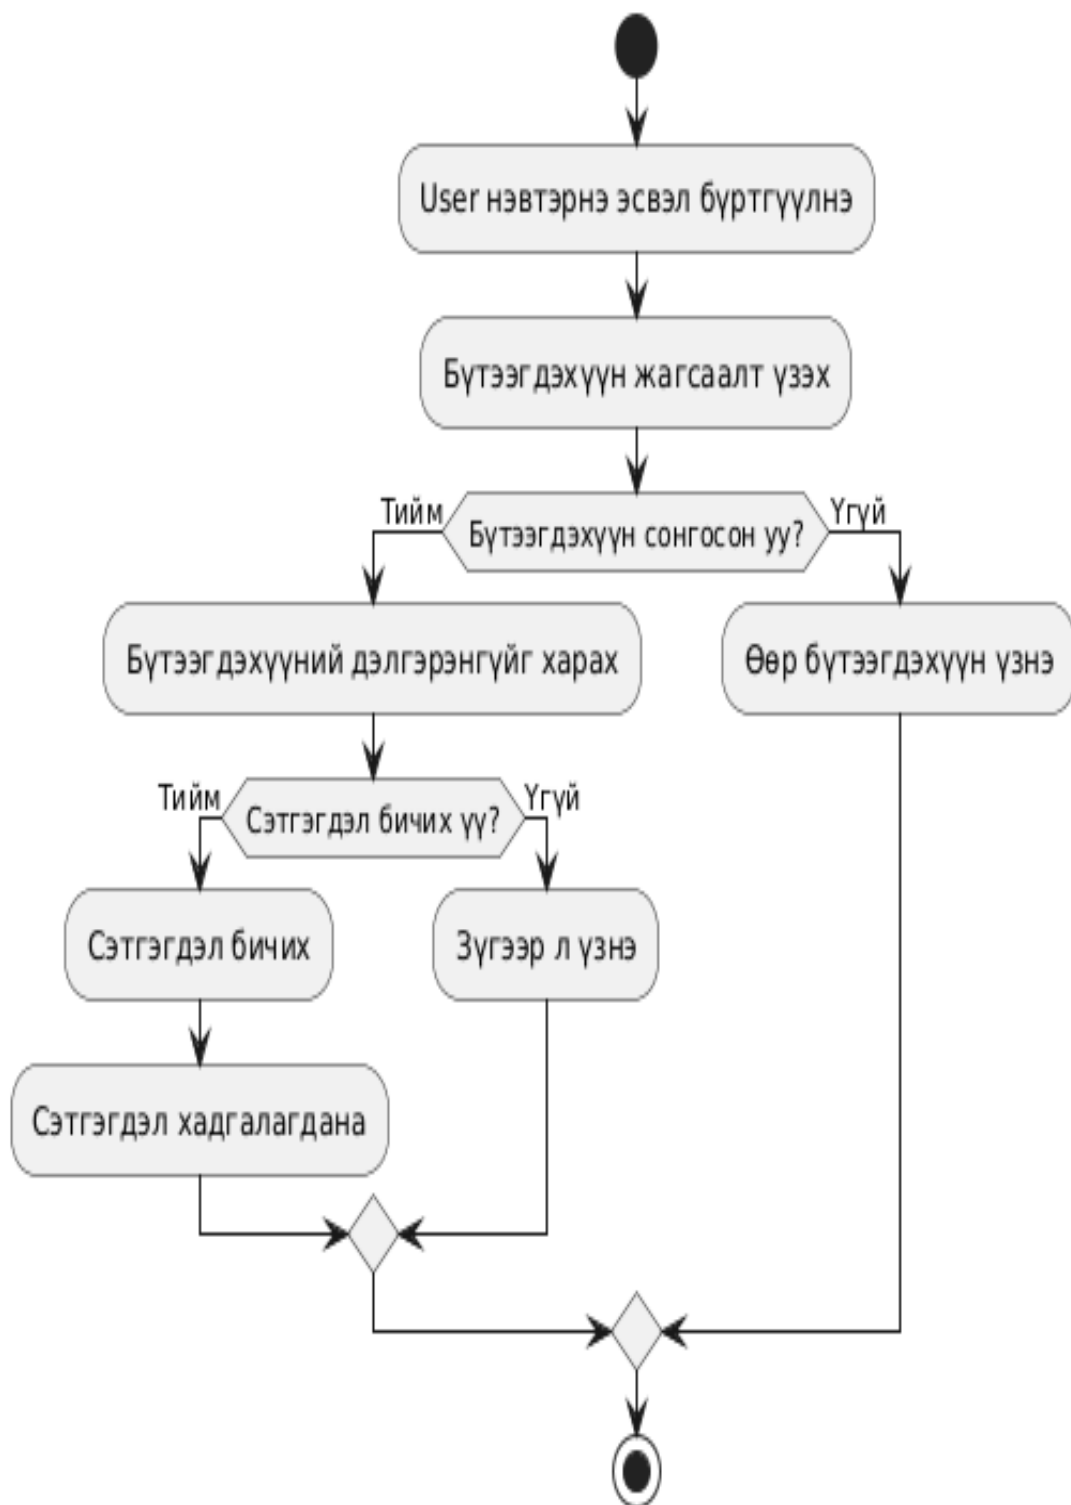 User нэвтэрнэ эсвэл бүртгүүлнэ
Бүтээгдэхүүн жагсаалт үзэх
Тийм
Бүтээгдэхүүн сонгосон уу?
Үгүй
Бүтээгдэхүүний дэлгэрэнгүйг харах
Өөр бүтээгдэхүүн үзнэ
Тийм
Сэтгэгдэл бичих үү?
Үгүй
Сэтгэгдэл бичих
Зүгээр л үзнэ
Сэтгэгдэл хадгалагдана